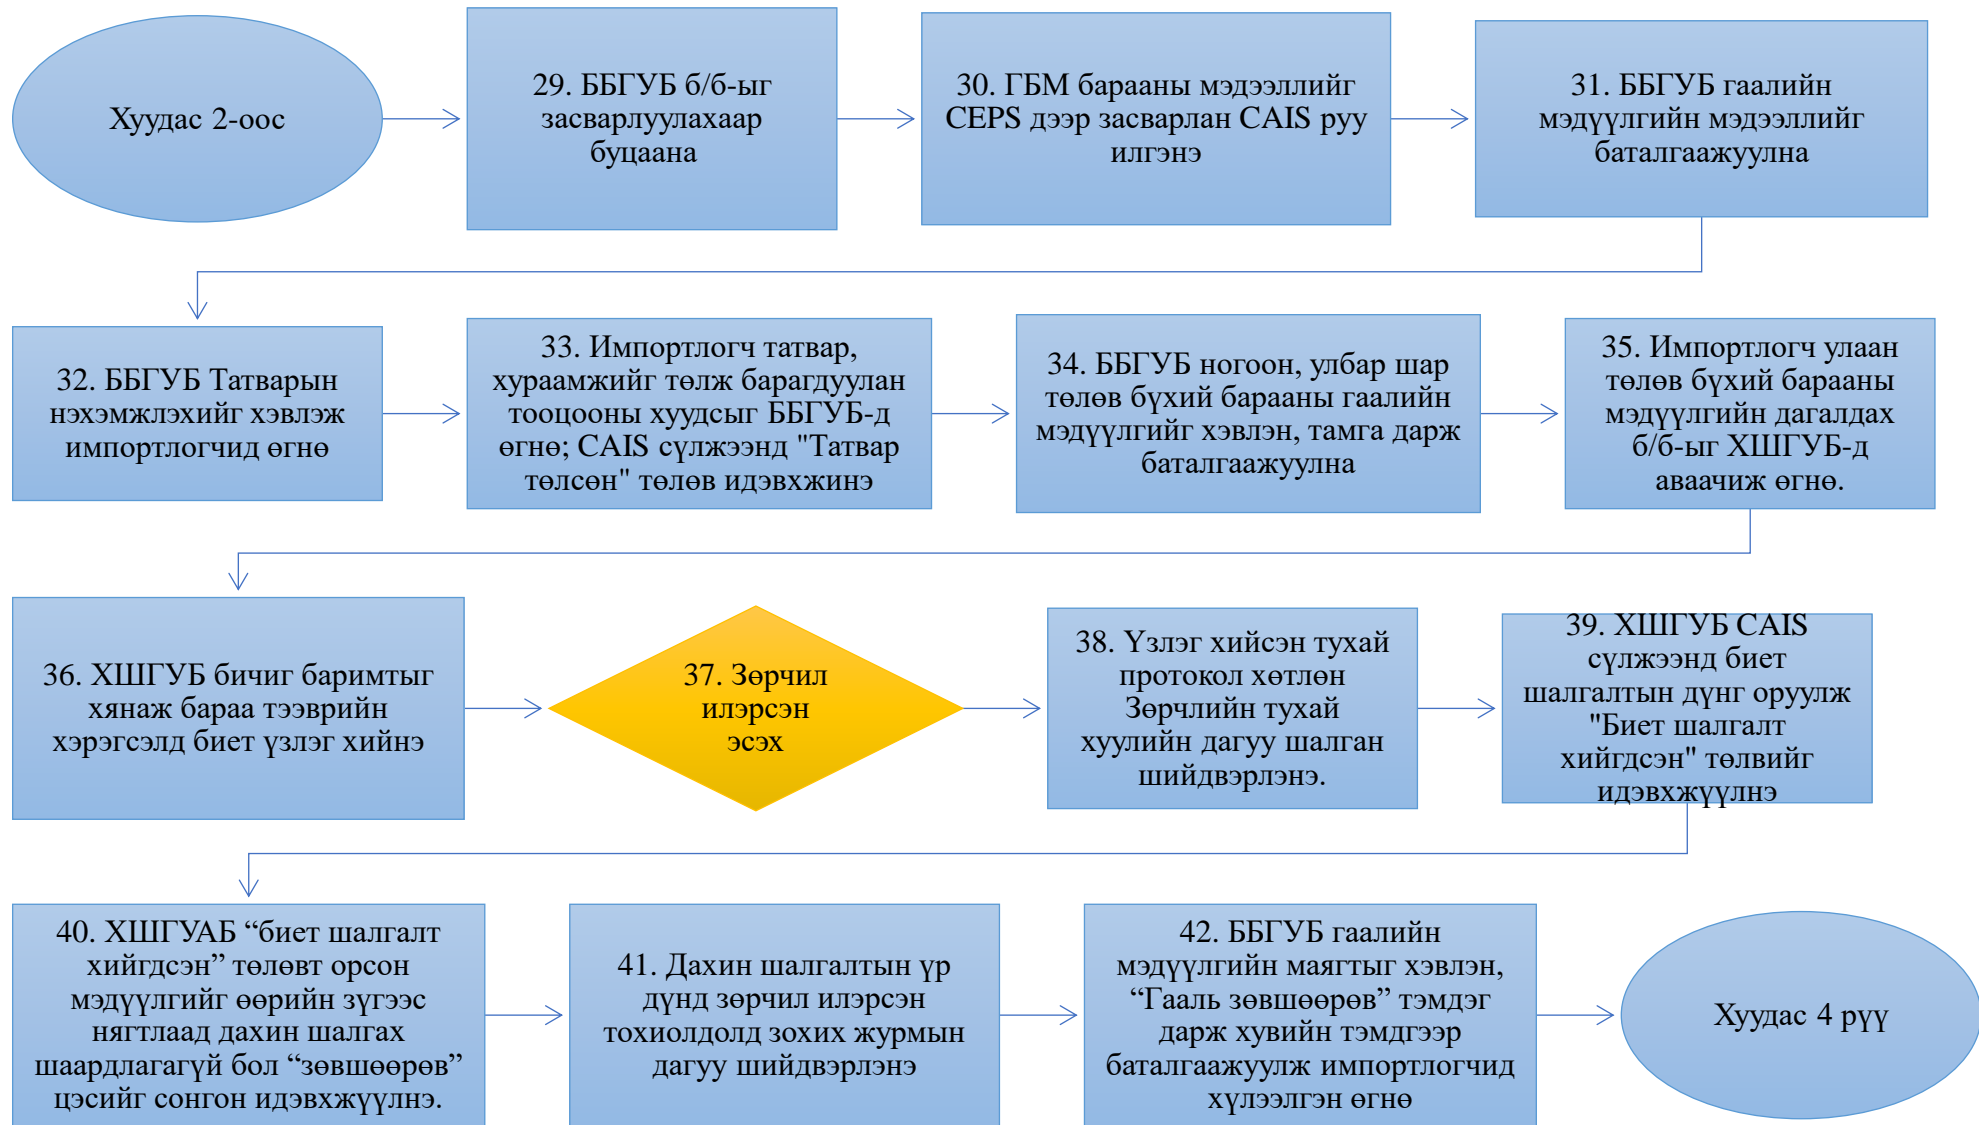 Хуудас 2-оос
29. ББГУБ б/б-ыг
засварлуулахаар
буцаана
30. ГБМ барааны мэдээллийг
CEPS дээр засварлан CAIS руу
илгэнэ
31. ББГУБ гаалийн
мэдүүлгийн мэдээллийг
баталгаажуулна
32. ББГУБ Татварын
нэхэмжлэхийг хэвлэж
импортлогчид өгнө
33. Импортлогч татвар,
хураамжийг төлж барагдуулан
тооцооны хуудсыг ББГУБ-д
өгнө; CAIS сүлжээнд "Татвар
төлсөн" төлөв идэвхжинэ
34. ББГУБ ногоон, улбар шар
төлөв бүхий барааны гаалийн
мэдүүлгийг хэвлэн, тамга дарж
баталгаажуулна
35. Импортлогч улаан
төлөв бүхий барааны
мэдүүлгийн дагалдах
б/б-ыг ХШГУБ-д
аваачиж өгнө.
36. ХШГУБ бичиг баримтыг
хянаж бараа тээврийн
хэрэгсэлд биет үзлэг хийнэ
37. Зөрчил
илэрсэн
эсэх
38. Үзлэг хийсэн тухай
протокол хөтлөн
Зөрчлийн тухай
хуулийн дагуу шалган
шийдвэрлэнэ.
39. ХШГУБ CAIS
сүлжээнд биет
шалгалтын дүнг оруулж
"Биет шалгалт
хийгдсэн" төлвийг
идэвхжүүлнэ
40. ХШГУАБ “биет шалгалт
хийгдсэн” төлөвт орсон
мэдүүлгийг өөрийн зүгээс
нягтлаад дахин шалгах
шаардлагагүй бол “зөвшөөрөв”
цэсийг сонгон идэвхжүүлнэ.
41. Дахин шалгалтын үр
дүнд зөрчил илэрсэн
тохиолдолд зохих журмын
дагуу шийдвэрлэнэ
42. ББГУБ гаалийн
мэдүүлгийн маягтыг хэвлэн,
“Гааль зөвшөөрөв” тэмдэг
дарж хувийн тэмдгээр
баталгаажуулж импортлогчид
хүлээлгэн өгнө
Хуудас 4 рүү